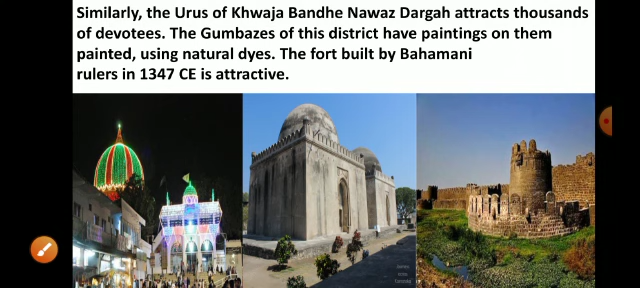 Similarly, the Urus of Khwaja Bandhe Nawaz Dargah attracts thousands
of devotees. The Gumbazes of this district have paintings on them
painted, using natural dyes. The fort built by Bahamani
rulers in 1347 CE is attractive.